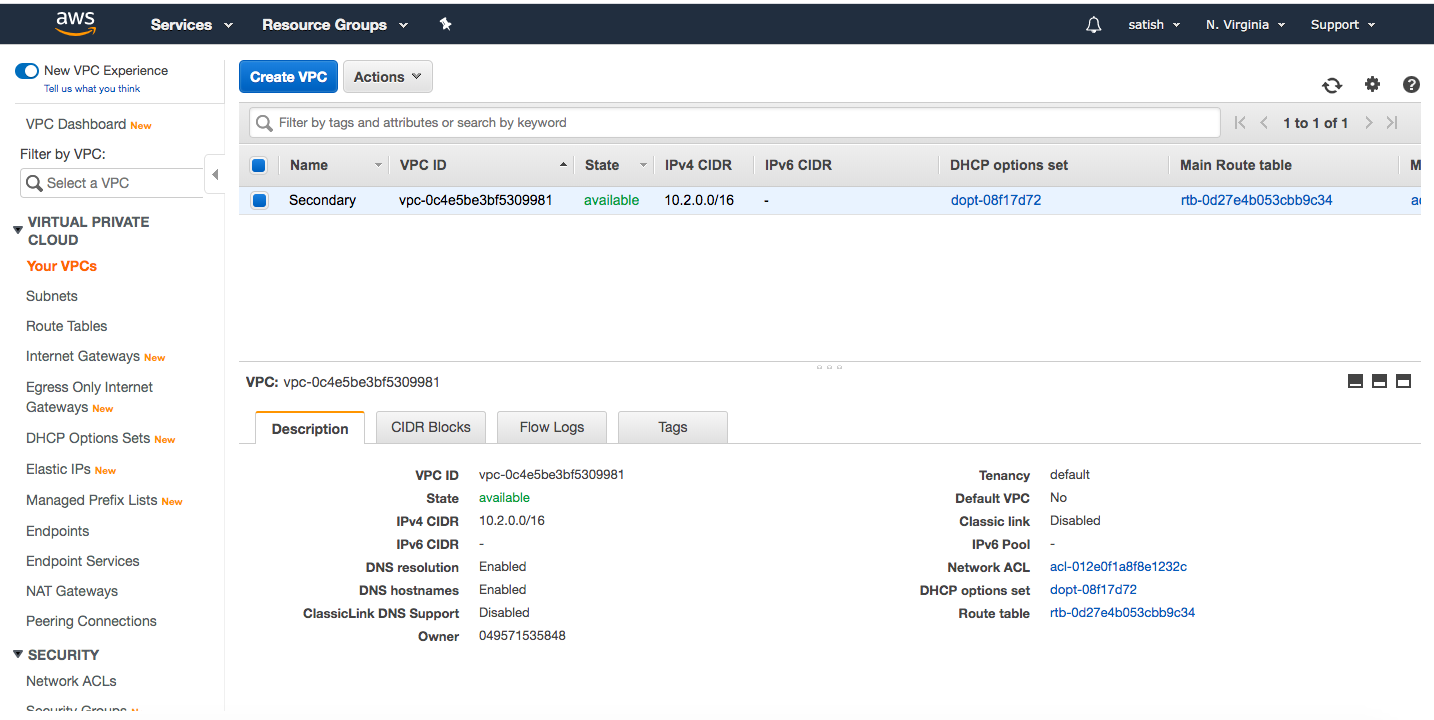 aws Services Resource Groups satish N. Virginia Support
New VPC Experience
Tell us what you think
VPC Dashboard New
Filter by VPC:
Select a VPC
VIRTUAL PRIVATE
CLOUD
Your VPCs
Subnets
Route Tables
Internet Gateways New
Egress Only Internet
Gateways New
DHCP Options Sets New
Elastic IPs New
Managed Prefix Lists New
Endpoints
Endpoint Services
NAT Gateways
Peering Connections
SECURITY
Network ACLs
Security Groups
Create VPC Actions
Filter by tags and attributes or search by keyword 1 to 1 of 1
Name VPC ID State IPv4 CIDR IPv6 CIDR DHCP options set Main Route table M
Secondary vpc-0c4e5be3bf5309981 available 10.2.0.0/16 - dopt-08f17d72 rtb-0d27e4b053cbb9c34
VPC: vpc-0c4e5be3bf5309981
Description CIDR Blocks Flow Logs Tags
VPC ID vpc-0c4e5be3bf5309981 Tenancy default
State available Default VPC No
IPv4 CIDR 10.2.0.0/16 Classic link Disabled
IPv6 CIDR - IPv6 Pool -
DNS resolution Enabled Network ACL acl-012e0f1a8f8e1232c
DNS hostnames Enabled DHCP options set dopt-08f17d72
ClassicLink DNS Support Disabled Route table rtb-0d27e4b053cbb9c34
Owner 049571535848